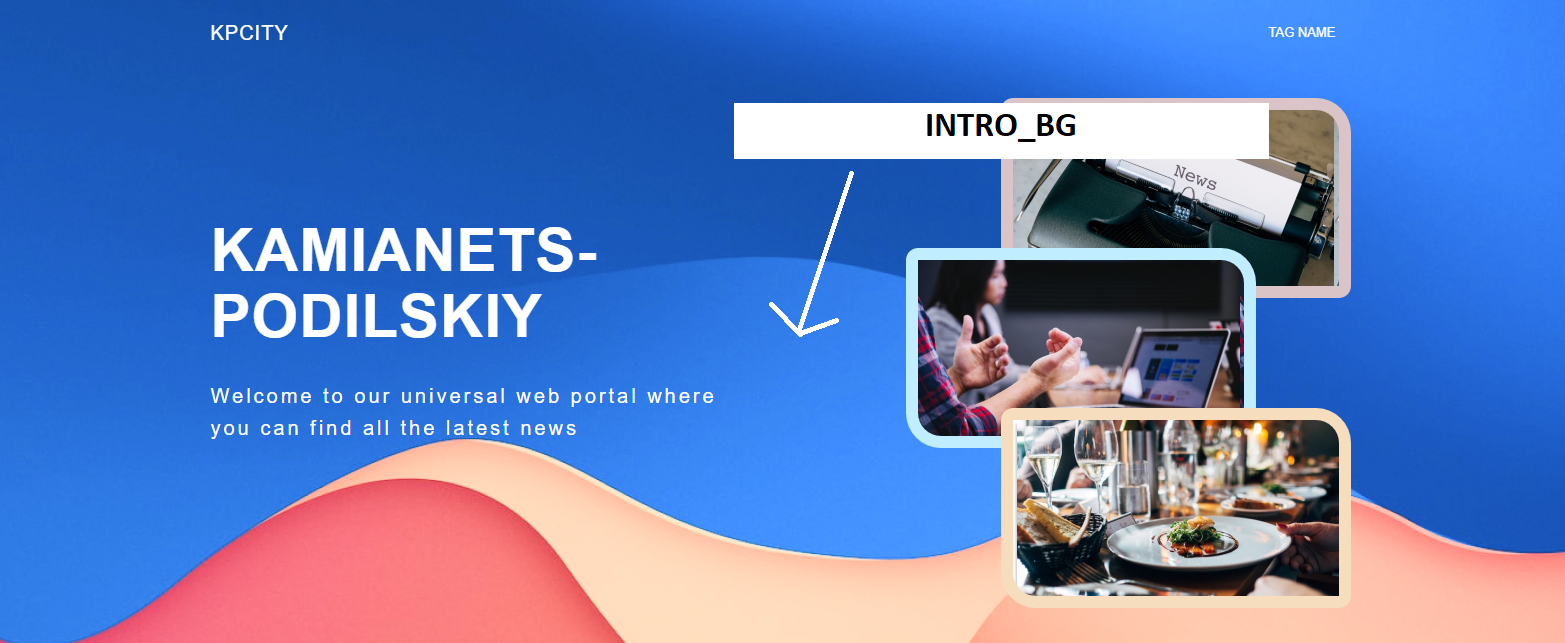 KPCITY
TAG NAME
INTRO_BG
News
KAMIANETS-
PODILSKIY
Welcome to our universal web portal where
you can find all the latest news